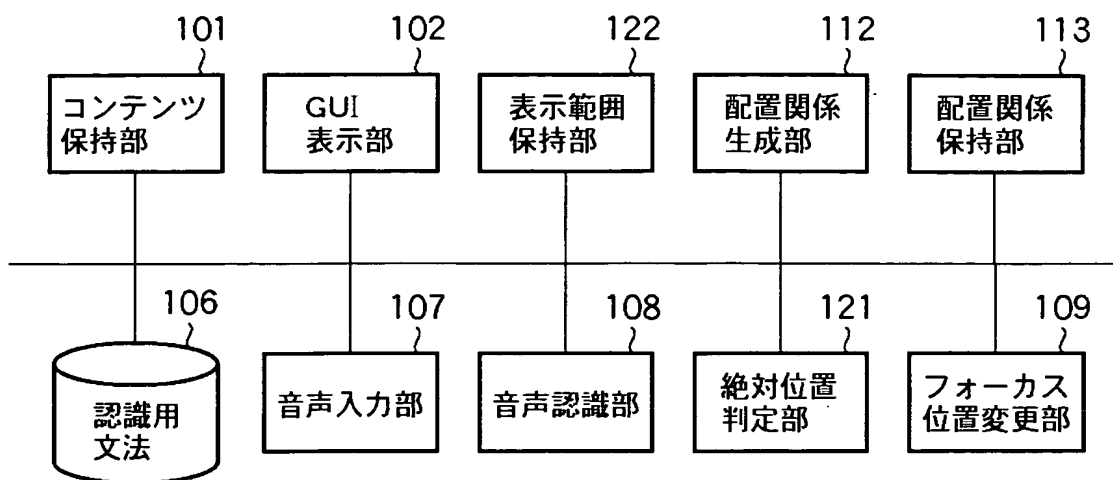 101
102
122
112
113
コンテンツ
保持部
GUI
表示部
表示範囲
保持部
配置関係
生成部
配置関係
保持部
106
107
108
121
109
認識用
文法
音声入力部
音声認識部
絶対位置
判定部
フォーカス
位置変更部